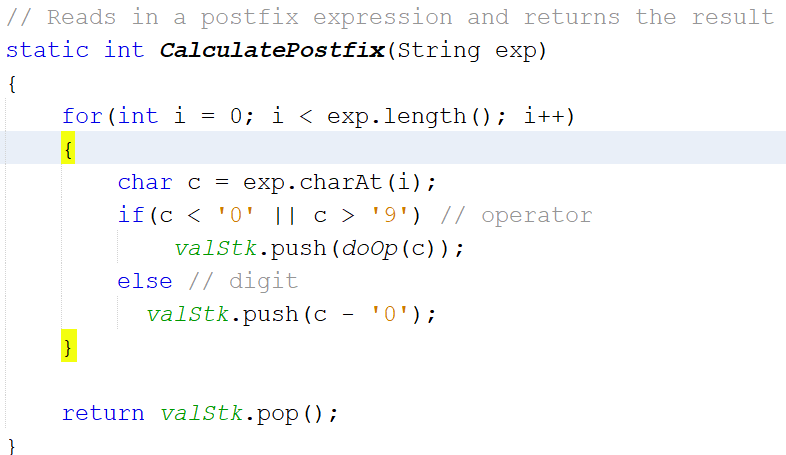 // Reads in a postfix expression and returns the result
static int CalculatePostfix(String exp)
{
    for(int i = 0; i < exp.length(); i++)
    {
        char c = exp.charAt(i);
        if(c < '0' || c > '9') // operator
            valStk.push(doOp(c));
        else // digit
          valStk.push(c - '0');
    }

    return valStk.pop();
}